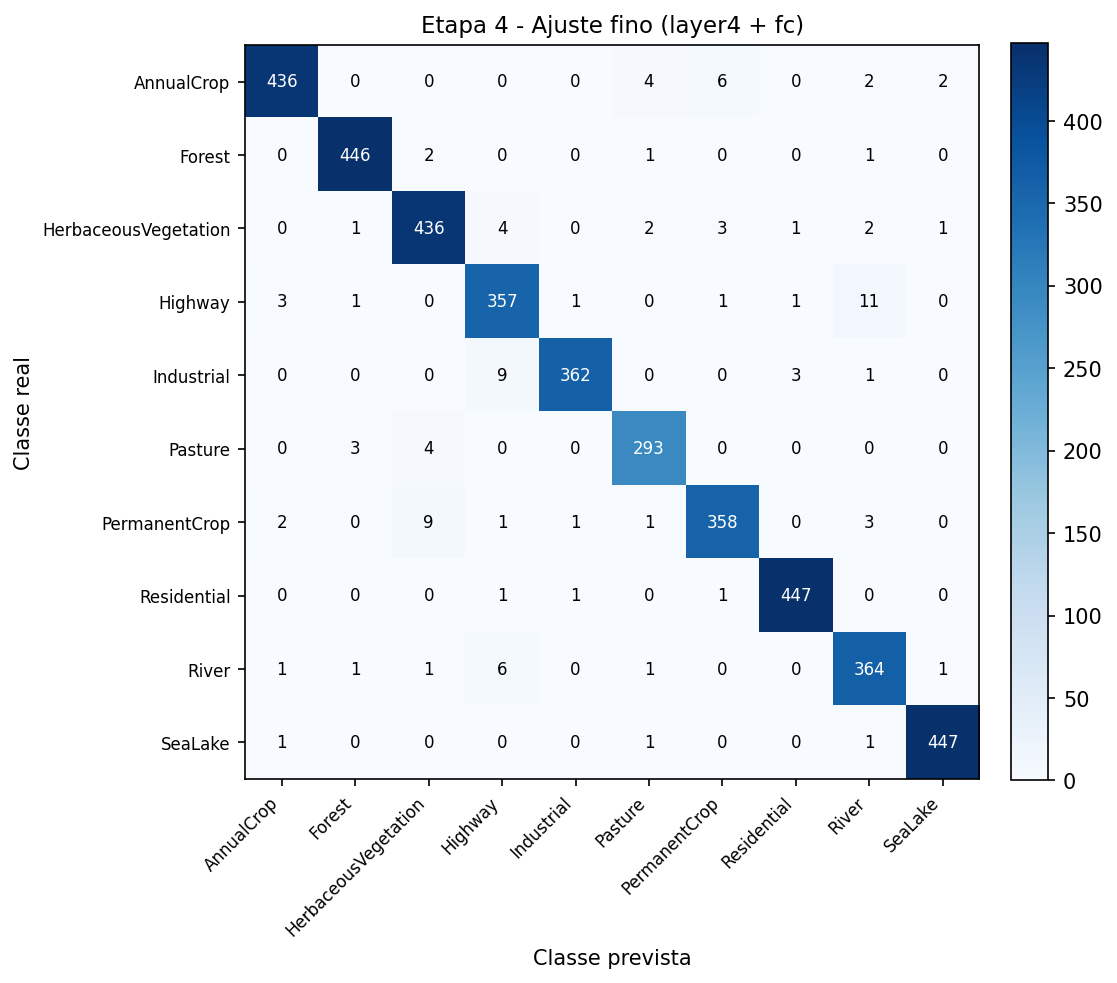 Etapa 4 - Ajuste fino (layer4 + fc)
AnnualCrop 436 0 0 0 0 4 6 0 2 2
Forest 0 446 2 0 0 1 0 0 1 0
HerbaceousVegetation 0 1 436 4 0 2 3 1 2 1
Highway 3 1 0 357 1 0 1 1 11 0
Industrial 0 0 0 9 362 0 0 3 1 0
Pasture 0 3 4 0 0 293 0 0 0 0
PermanentCrop 2 0 9 1 1 1 358 0 3 0
Residential 0 0 0 1 1 0 1 447 0 0
River 1 1 1 6 0 1 0 0 364 1
SeaLake 1 0 0 0 0 1 0 0 1 447
Classe real
AnnualCrop
Forest
HerbaceousVegetation
Highway
Industrial
Pasture
PermanentCrop
Residential
River
SeaLake
Classe prevista
400
350
300
250
200
150
100
50
0